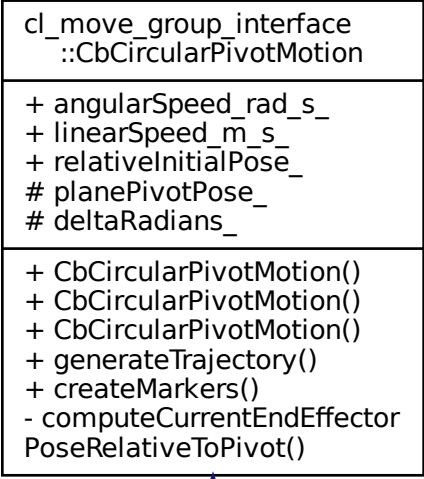 cl_move_group_interface
::CbCircularPivotMotion
+ angularSpeed_rad_s_
+ linearSpeed_m_s_
+ relativeInitialPose_
# planePivotPose_
# deltaRadians_
+ CbCircularPivotMotion()
+ CbCircularPivotMotion()
+ CbCircularPivotMotion()
+ generateTrajectory()
+ createMarkers()
- computeCurrentEndEffector
PoseRelativeToPivot()